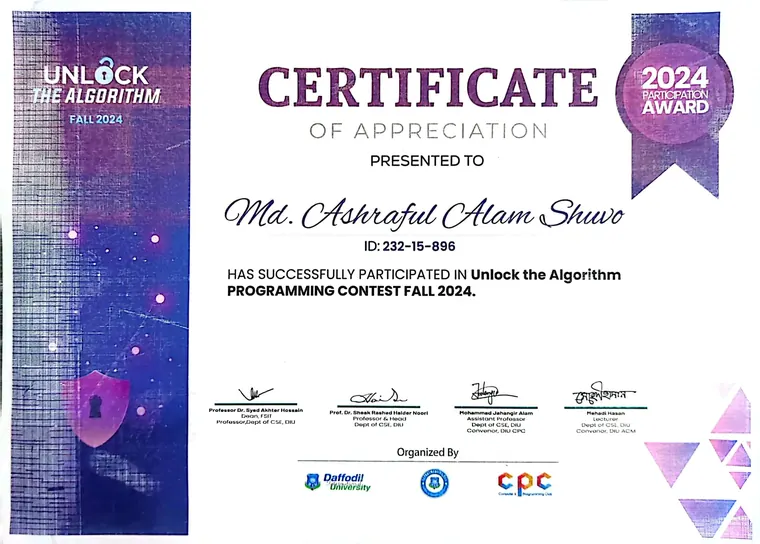 UNLOCK
THE ALGORITHM
FALL 2024
CERTIFICATE
OF APPRECIATION
PRESENTED TO
2024
PARTICIPATION
AWARD
Md. Ashraful Alam Shuvo
ID: 232-15-896
HAS SUCCESSFULLY PARTICIPATED IN Unlock the Algorithm
PROGRAMMING CONTEST FALL 2024.
Professor Dr. Syed Akhter Hossain
Dean, FSIT
Professor,Dept of CSE, DIU
Prof. Dr. Sheak Rashed Haider Noori
Professor & Head
Dept of CSE, DIU
Mohammed Jahangir Alam
Assistant Professor
Dept of CSE, DIU
Convenor, DIU CPC
Mehadi Hasan
Lecturer
Dept of CSE, DIU
Convenor, DIU ACM
Organized By
Daffodil
University
cpc
Computer & Programming Club